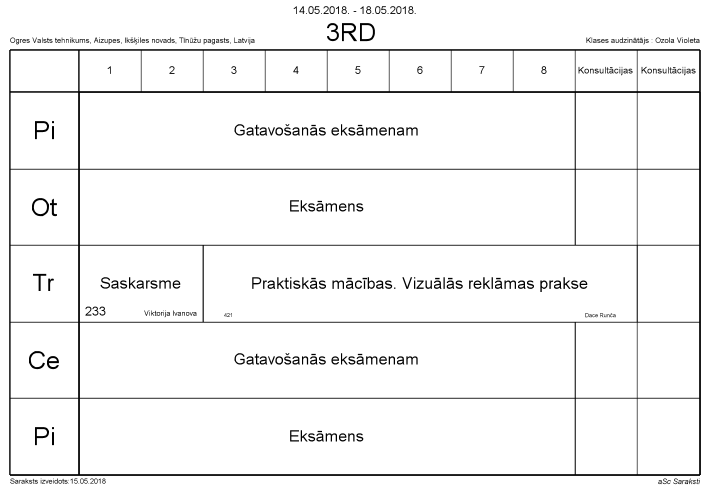 14.05.2018. - 18.05.2018.
3RD
Ogres Valsts tehnikums, Aizupes, Ikšķiles novads, Tīnūžu pagasts, Latvija
Klases audzinātājs : Ozola Violeta
1 2 3 4 5 6 7 8 Konsultācijas Konsultācijas
Pi Gatavošanās eksāmenam
Ot Eksāmens
Tr Saskarsme Praktiskās mācības. Vizuālās reklāmas prakse
233 Viktorija Ivanova 421 Dace Runča
Ce Gatavošanās eksāmenam
Pi Eksāmens
Saraksts izveidots:15.05.2018 aSc Saraksti